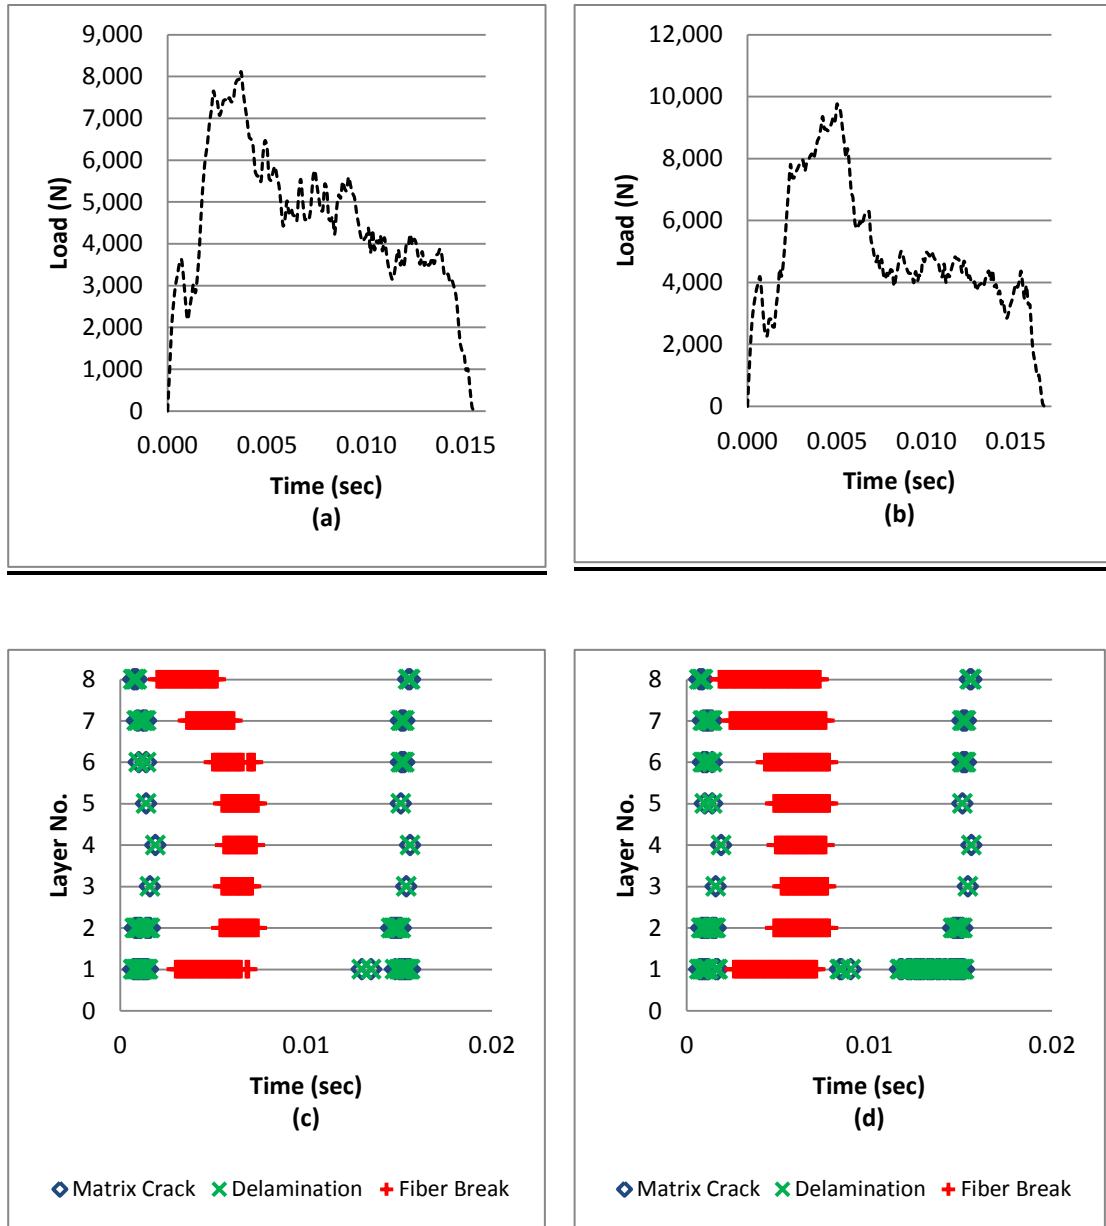 9,000
8,000
7,000
6,000
5,000
4,000
3,000
2,000
1,000
0
Load (N)
0.000 0.005 0.010 0.015
Time (sec)
(a)
12,000
10,000
8,000
6,000
4,000
2,000
0
Load (N)
0.000 0.005 0.010 0.015
Time (sec)
(b)
8
7
6
5
4
3
2
1
0
Layer No.
0 0.01 0.02
Time (sec)
(c)
Matrix Crack Delamination Fiber Break
8
7
6
5
4
3
2
1
0
Layer No.
0 0.01 0.02
Time (sec)
(d)
Matrix Crack Delamination Fiber Break